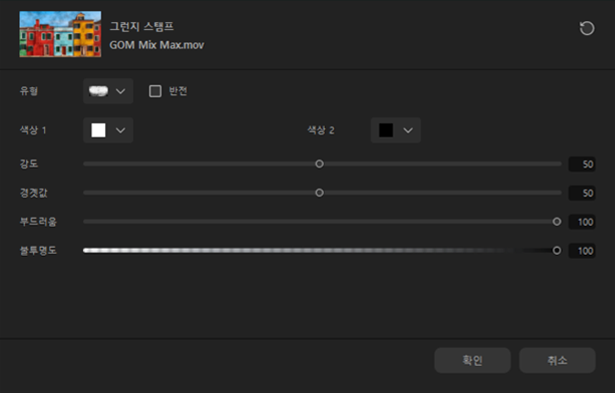 그런지 스탬프
GOM Mix Max.mov
유형
반전
색상 1
색상 2
강도 50
경곗값 50
부드러움 100
불투명도 100
확인 취소